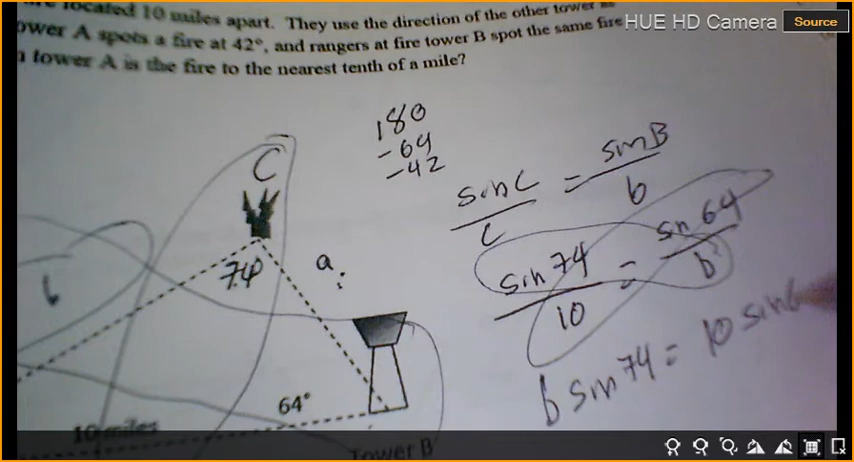 located 10 miles apart. They use the direction of the other tower as
ower A spots a fire at 42°, and rangers at fire tower B spot the same fire
n tower A is the fire to the nearest tenth of a mile?
HUE HD Camera
Source
180
-64
-42
C
sin C / c = sin B / b
b
74°
a
sin 74 / 10 = sin 64 / b
64°
b sin 74 = 10 sin 6
10 miles
Tower B